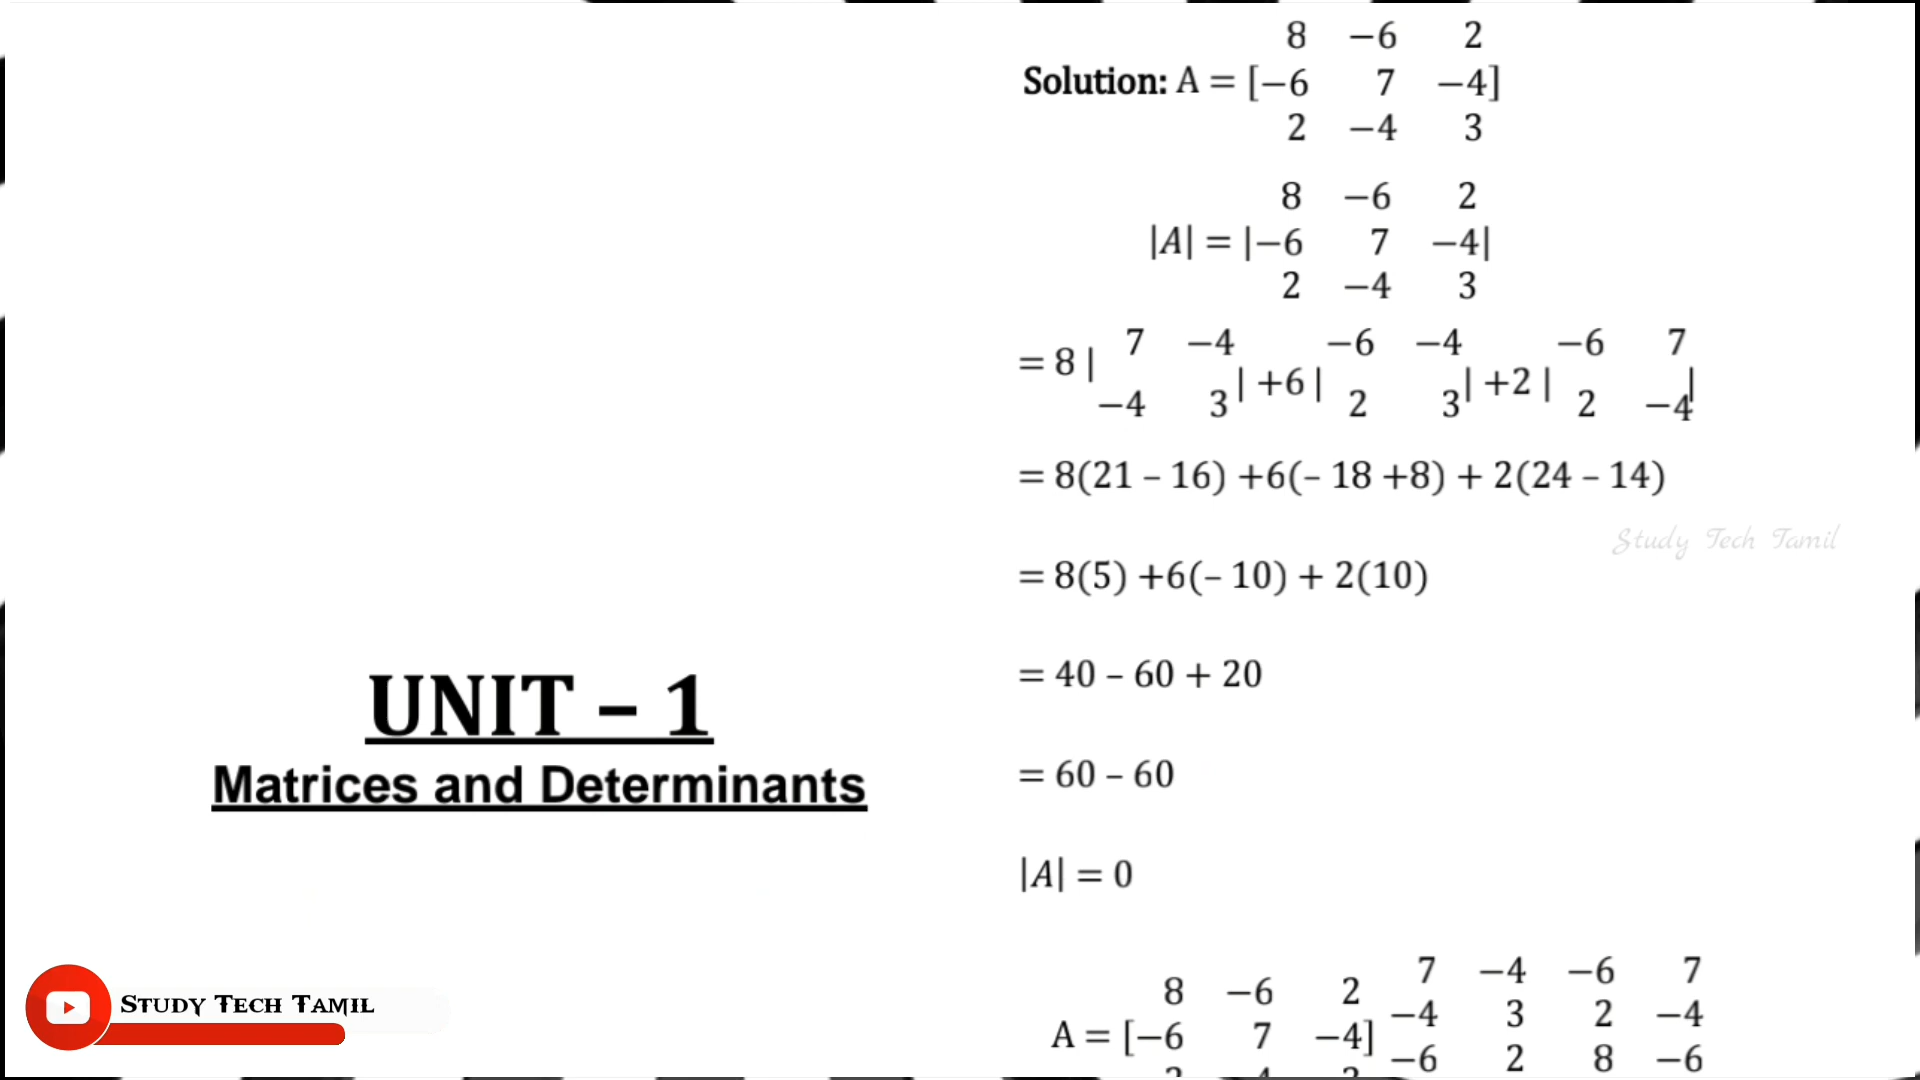 UNIT – 1
Matrices and Determinants
STUDY TECH TAMIL
8 −6 2
Solution: A = [−6 7 −4]
2 −4 3
8 −6 2
|A| = |−6 7 −4|
2 −4 3
7 −4 −6 −4 −6 7
= 8 | | +6 | | +2 | |
−4 3 2 3 2 −4
= 8(21 – 16) +6(– 18 +8) + 2(24 – 14)
Study Tech Tamil
= 8(5) +6(– 10) + 2(10)
= 40 – 60 + 20
= 60 – 60
|A| = 0
7 −4 −6 7
8 −6 2
−4 3 2 −4
A = [−6 7 −4]
−6 2 8 −6